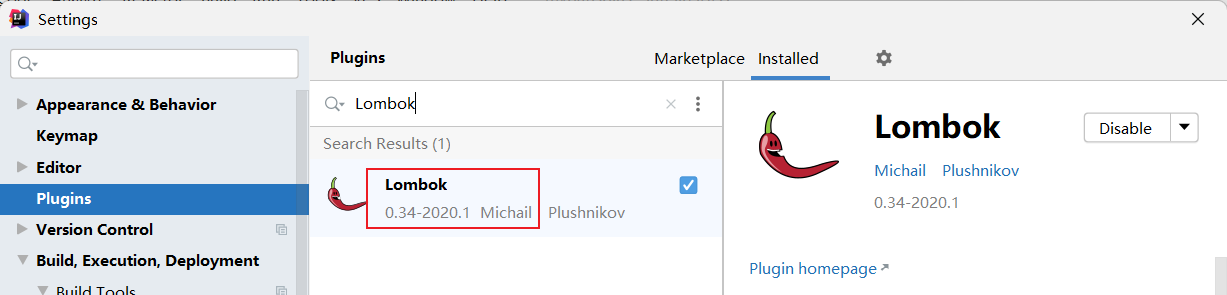 Settings
Appearance & Behavior
Keymap
Editor
Plugins
Version Control
Build, Execution, Deployment
Build Tools
Plugins
Marketplace Installed
Lombok
Search Results (1)
Lombok
0.34-2020.1 Michail Plushnikov
Lombok
Disable
Michail Plushnikov
0.34-2020.1
Plugin homepage